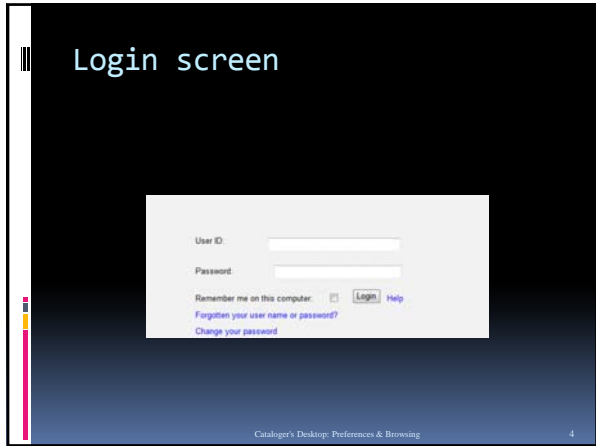 Login screen
User ID:
Password:
Remember me on this computer: Login Help
Forgotten your user name or password?
Change your password
Cataloger's Desktop: Preferences & Browsing 4